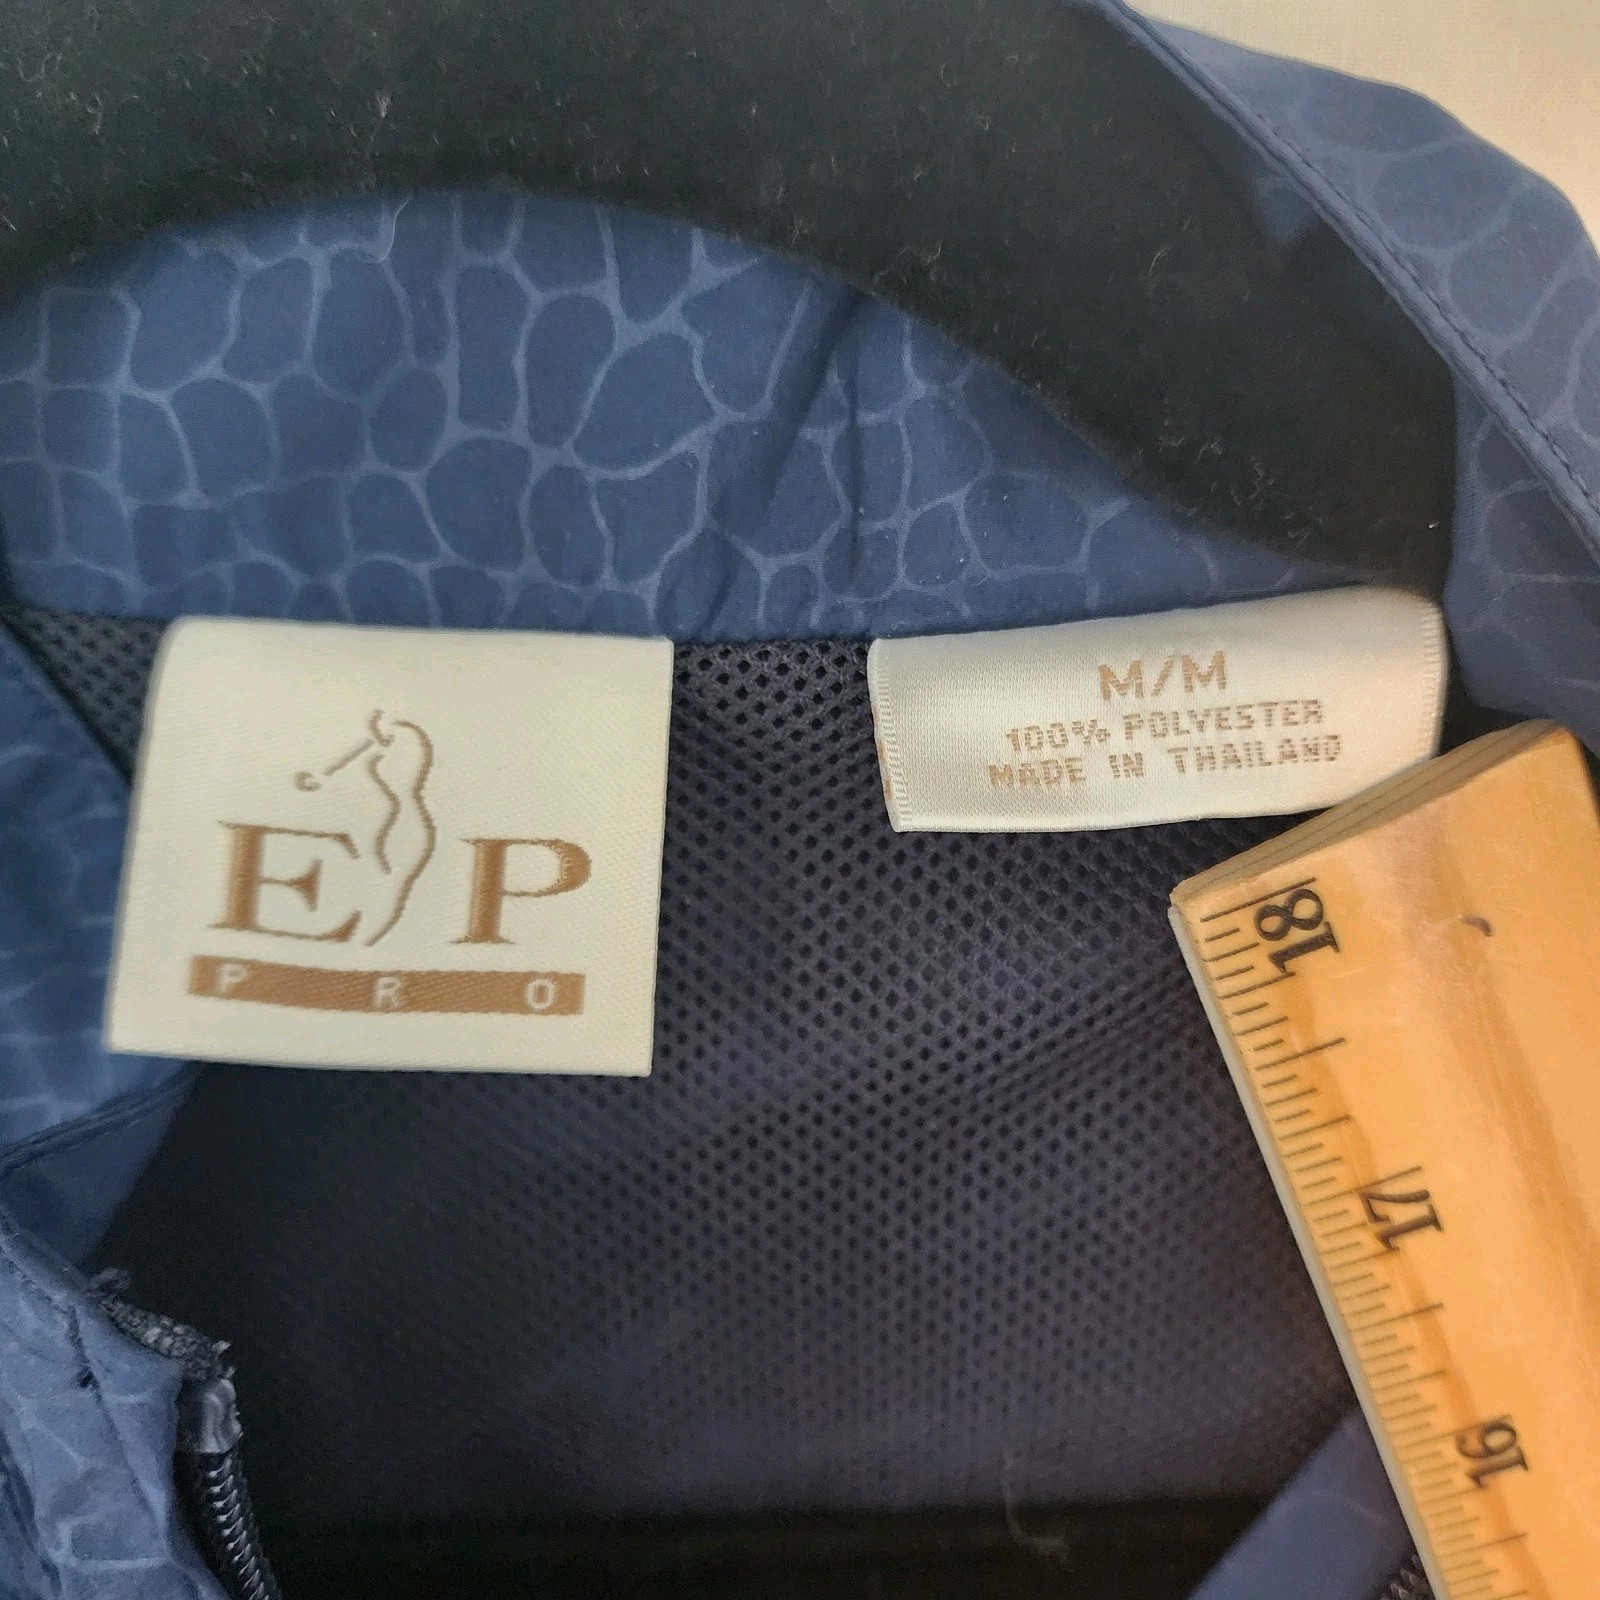 E P
P R O
M/M
100% POLYESTER
MADE IN THAILAND
18
17
16